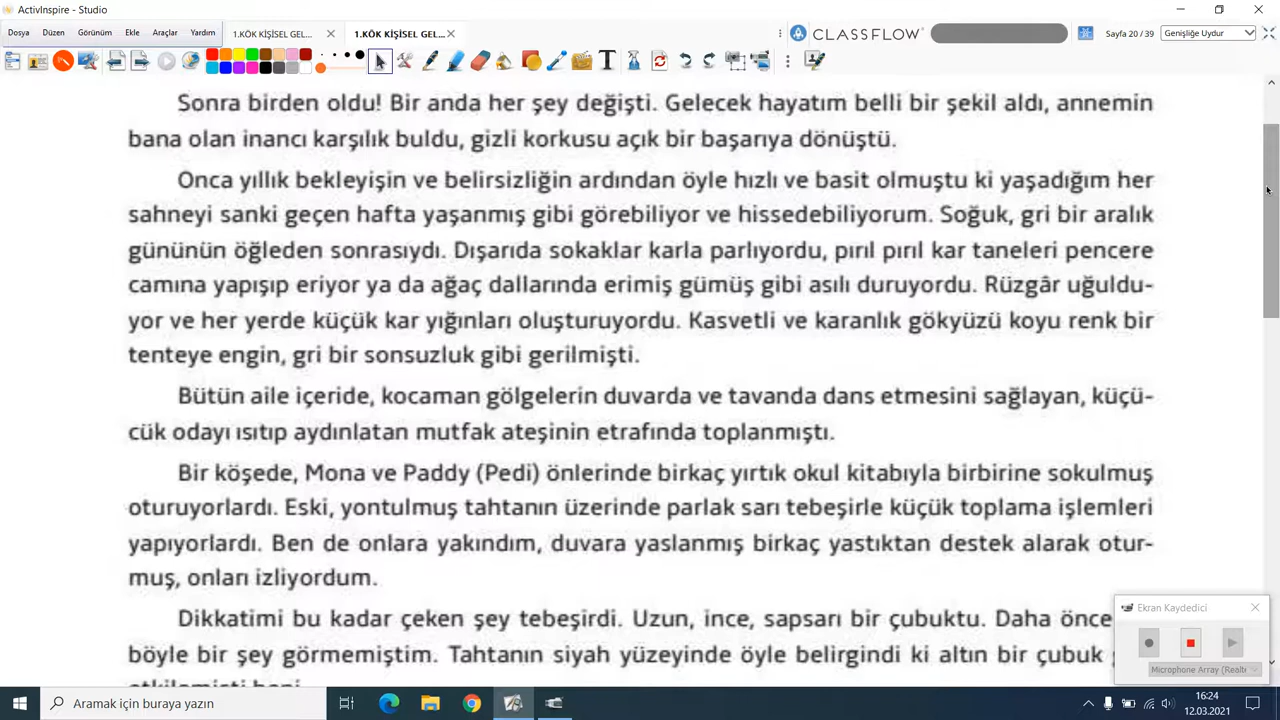 ActivInspire - Studio
Dosya Düzen Görünüm Ekle Araçlar Yardım
1.KÖK KİŞİSEL GEL...
1.KÖK KİŞİSEL GEL...
CLASSFLOW
Sayfa 20 / 39
Genişliğe Uydur
Sonra birden oldu! Bir anda her şey değişti. Gelecek hayatım belli bir şekil aldı, annemin
bana olan inancı karşılık buldu, gizli korkusu açık bir başarıya dönüştü.
Onca yıllık bekleyişin ve belirsizliğin ardından öyle hızlı ve basit olmuştu ki yaşadığım her
sahneyi sanki geçen hafta yaşanmış gibi görebiliyor ve hissedebiliyorum. Soğuk, gri bir aralık
gününün öğleden sonrasıydı. Dışarıda sokaklar karla parlıyordu, pırıl pırıl kar taneleri pencere
camına yapışıp eriyor ya da ağaç dallarında erimiş gümüş gibi asılı duruyordu. Rüzgâr uğuldu-
yor ve her yerde küçük kar yığınları oluşturuyordu. Kasvetli ve karanlık gökyüzü koyu renk bir
tenteye engin, gri bir sonsuzluk gibi gerilmişti.
Bütün aile içeride, kocaman gölgelerin duvarda ve tavanda dans etmesini sağlayan, küçü-
cük odayı ısıtıp aydınlatan mutfak ateşinin etrafında toplanmıştı.
Bir köşede, Mona ve Paddy (Pedi) önlerinde birkaç yırtık okul kitabıyla birbirine sokulmuş
oturuyorlardı. Eski, yontulmuş tahtanın üzerinde parlak sarı tebeşirle küçük toplama işlemleri
yapıyorlardı. Ben de onlara yakındım, duvara yaslanmış birkaç yastıktan destek alarak otur-
muş, onları izliyordum.
Dikkatimi bu kadar çeken şey tebeşirdi. Uzun, ince, sapsarı bir çubuktu. Daha önce
böyle bir şey görmemiştim. Tahtanın siyah yüzeyinde öyle belirgindi ki altın bir çubuk
Ekran Kaydedici
Microphone Array (Realte
Aramak için buraya yazın
16:24
12.03.2021